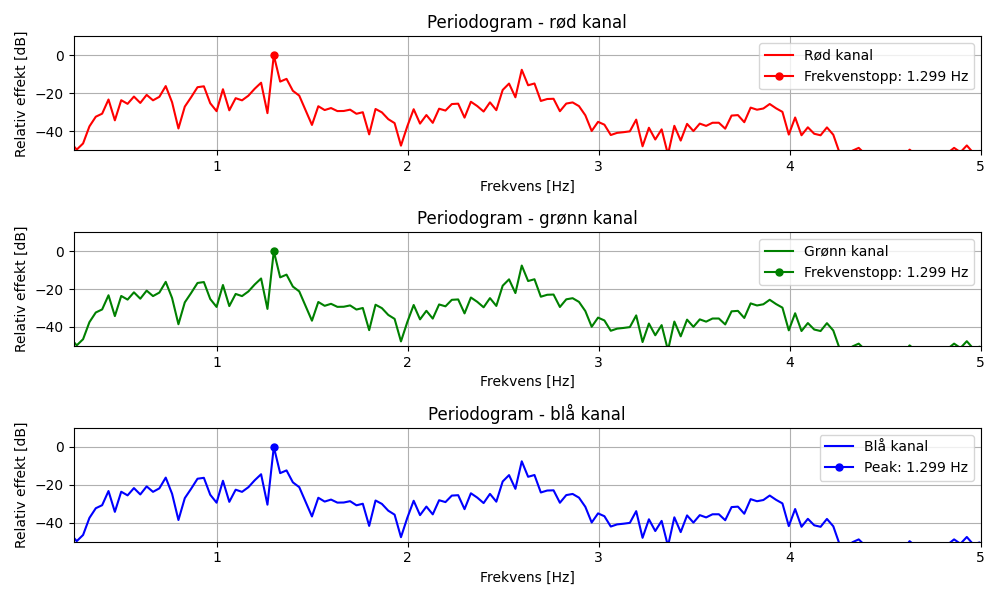 Periodogram - rød kanal
Relativ effekt [dB]
0
−20
−40
Rød kanal
Frekvenstopp: 1.299 Hz
1 2 3 4 5
Frekvens [Hz]
Periodogram - grønn kanal
Relativ effekt [dB]
0
−20
−40
Grønn kanal
Frekvenstopp: 1.299 Hz
1 2 3 4 5
Frekvens [Hz]
Periodogram - blå kanal
Relativ effekt [dB]
0
−20
−40
Blå kanal
Peak: 1.299 Hz
1 2 3 4 5
Frekvens [Hz]